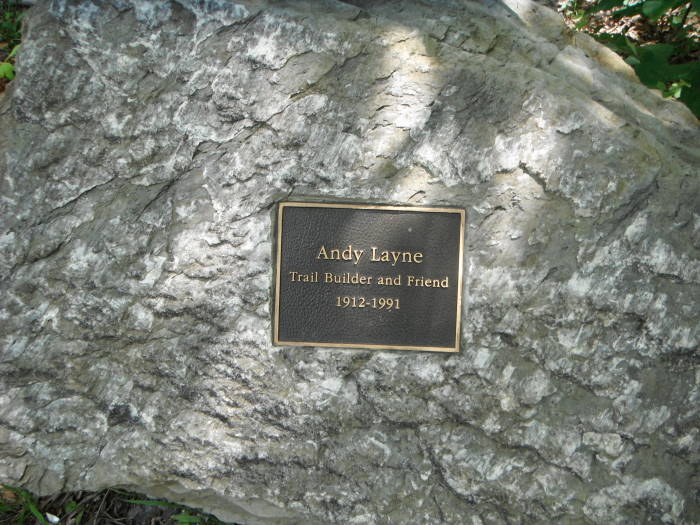 Andy Layne
Trail Builder and Friend
1912-1991